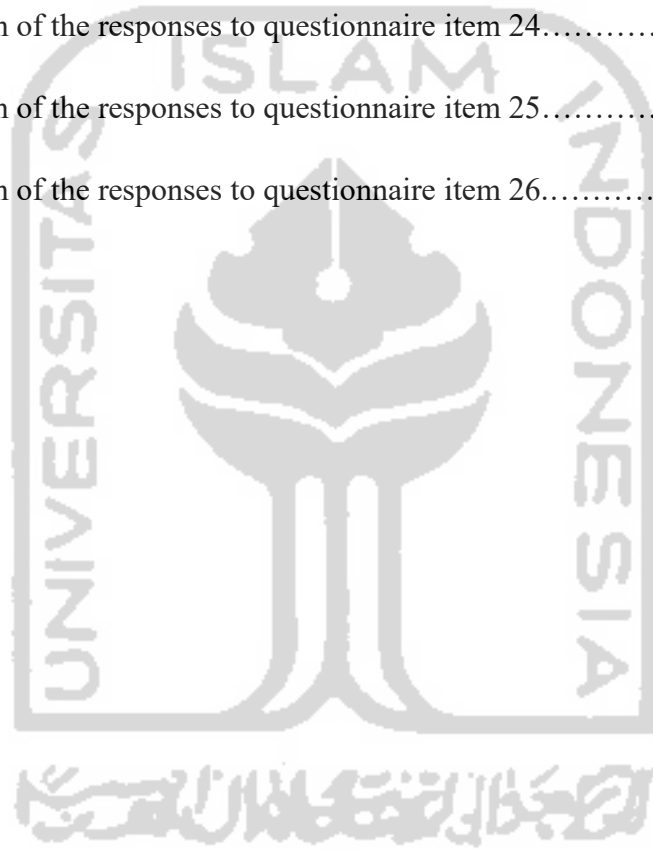 n of the responses to questionnaire item 24…………
n of the responses to questionnaire item 25…………
n of the responses to questionnaire item 26…………
UNIVERSITAS
ISLAM
INDONESIA